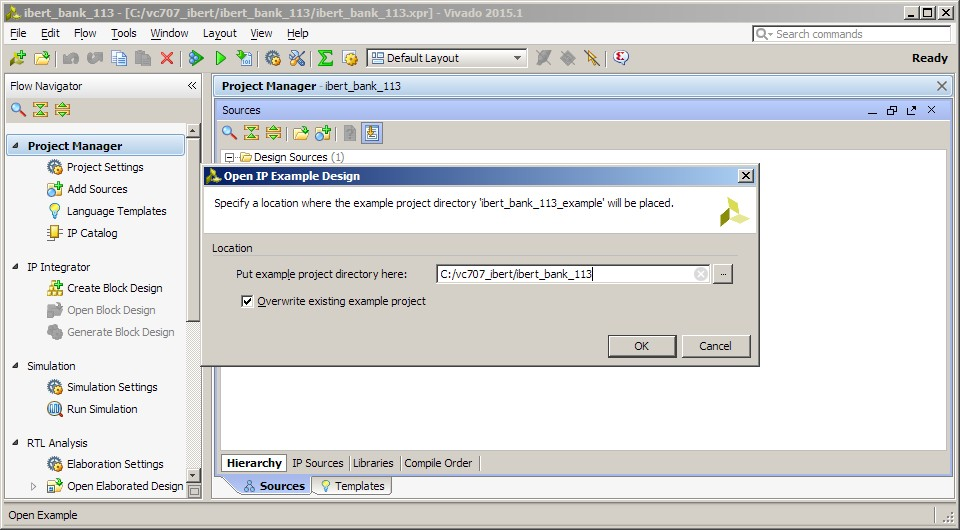 ibert_bank_113 - [C:/vc707_ibert/ibert_bank_113/ibert_bank_113.xpr] - Vivado 2015.1
File Edit Flow Tools Window Layout View Help
Search commands
Default Layout
Ready
Flow Navigator
Project Manager
Project Settings
Add Sources
Language Templates
IP Catalog
IP Integrator
Create Block Design
Open Block Design
Generate Block Design
Simulation
Simulation Settings
Run Simulation
RTL Analysis
Elaboration Settings
Open Elaborated Design
Project Manager - ibert_bank_113
Sources
Design Sources (1)
Open IP Example Design
Specify a location where the example project directory 'ibert_bank_113_example' will be placed.
Location
Put example project directory here: C:/vc707_ibert/ibert_bank_113
Overwrite existing example project
OK Cancel
Hierarchy IP Sources Libraries Compile Order
Sources Templates
Open Example